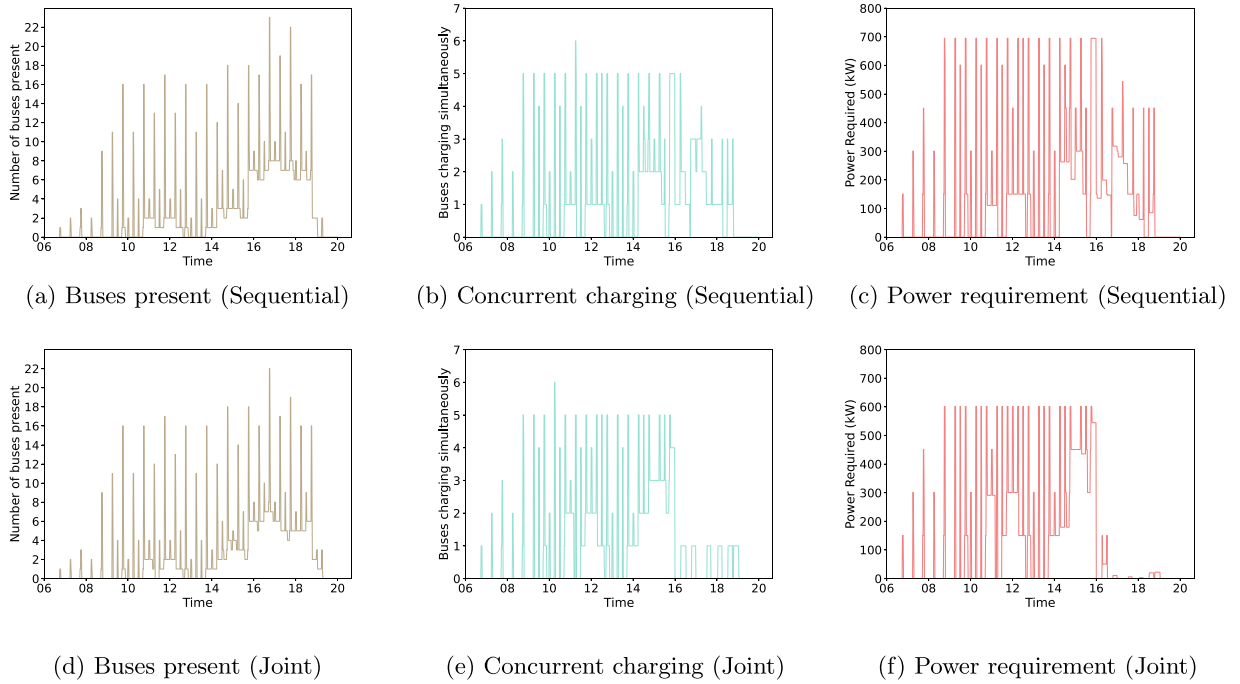 Number of buses present
22
20
18
16
14
12
10
8
6
4
2
0
06 08 10 12 14 16 18 20
Time
(a) Buses present (Sequential)
Buses charging simultaneously
7
6
5
4
3
2
1
0
06 08 10 12 14 16 18 20
Time
(b) Concurrent charging (Sequential)
Power Required (kW)
800
700
600
500
400
300
200
100
0
06 08 10 12 14 16 18 20
Time
(c) Power requirement (Sequential)
Number of buses present
22
20
18
16
14
12
10
8
6
4
2
0
06 08 10 12 14 16 18 20
Time
(d) Buses present (Joint)
Buses charging simultaneously
7
6
5
4
3
2
1
0
06 08 10 12 14 16 18 20
Time
(e) Concurrent charging (Joint)
Power Required (kW)
800
700
600
500
400
300
200
100
0
06 08 10 12 14 16 18 20
Time
(f) Power requirement (Joint)